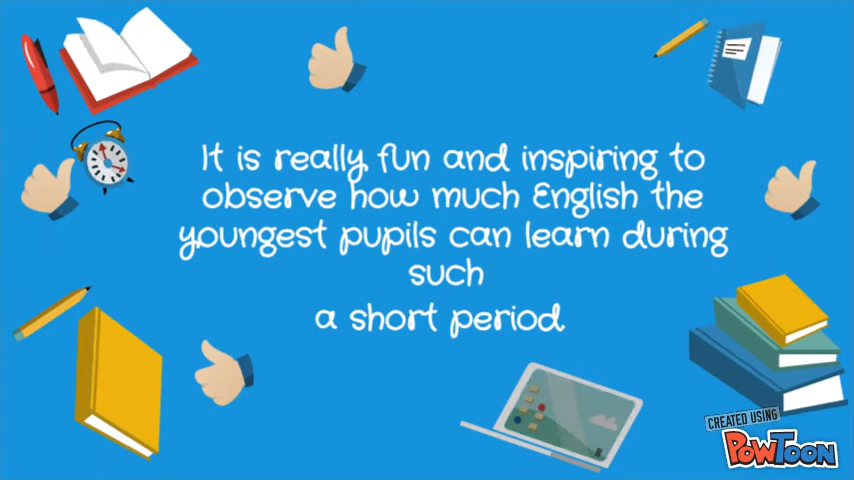 It is really fun and inspiring to
observe how much English the
youngest pupils can learn during
such
a short period.
CREATED USING
POWTOON